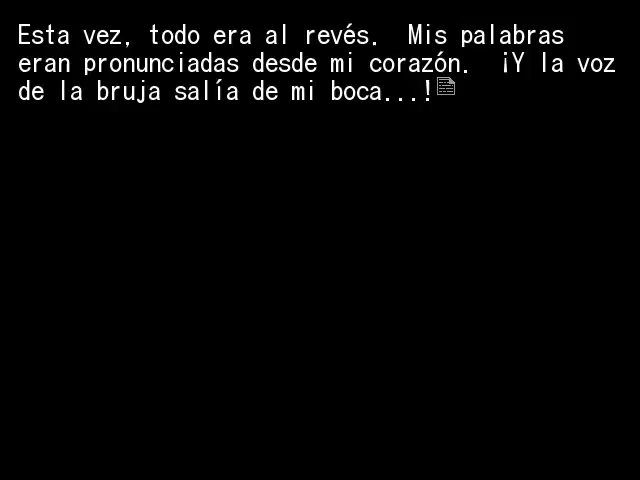 Esta vez, todo era al revés.  Mis palabras
eran pronunciadas desde mi corazón.  ¡Y la voz
de la bruja salía de mi boca...!